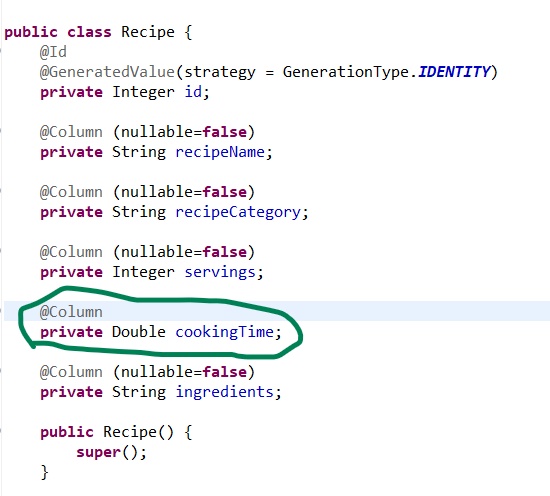 public class Recipe {
@Id
@GeneratedValue(strategy = GenerationType.IDENTITY)
private Integer id;
@Column (nullable=false)
private String recipeName;
@Column (nullable=false)
private String recipeCategory;
@Column (nullable=false)
private Integer servings;
@Column
private Double cookingTime;
@Column (nullable=false)
private String ingredients;
public Recipe() {
super();
}